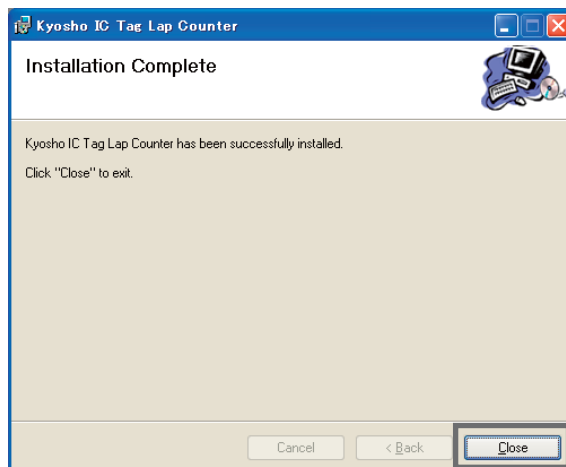 Kyosho IC Tag Lap Counter
Installation Complete
Kyosho IC Tag Lap Counter has been successfully installed.
Click "Close" to exit.
Cancel < Back Close